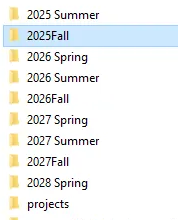 2025 Summer
2025Fall
2026 Spring
2026 Summer
2026Fall
2027 Spring
2027 Summer
2027Fall
2028 Spring
projects